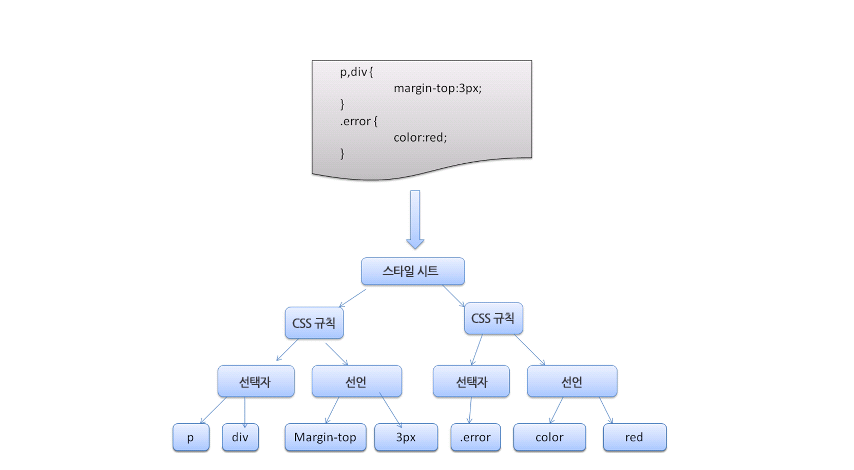 p,div {
margin-top:3px;
}
.error {
color:red;
}
스타일 시트
CSS 규칙
CSS 규칙
선택자
선언
선택자
선언
p
div
Margin-top
3px
.error
color
red